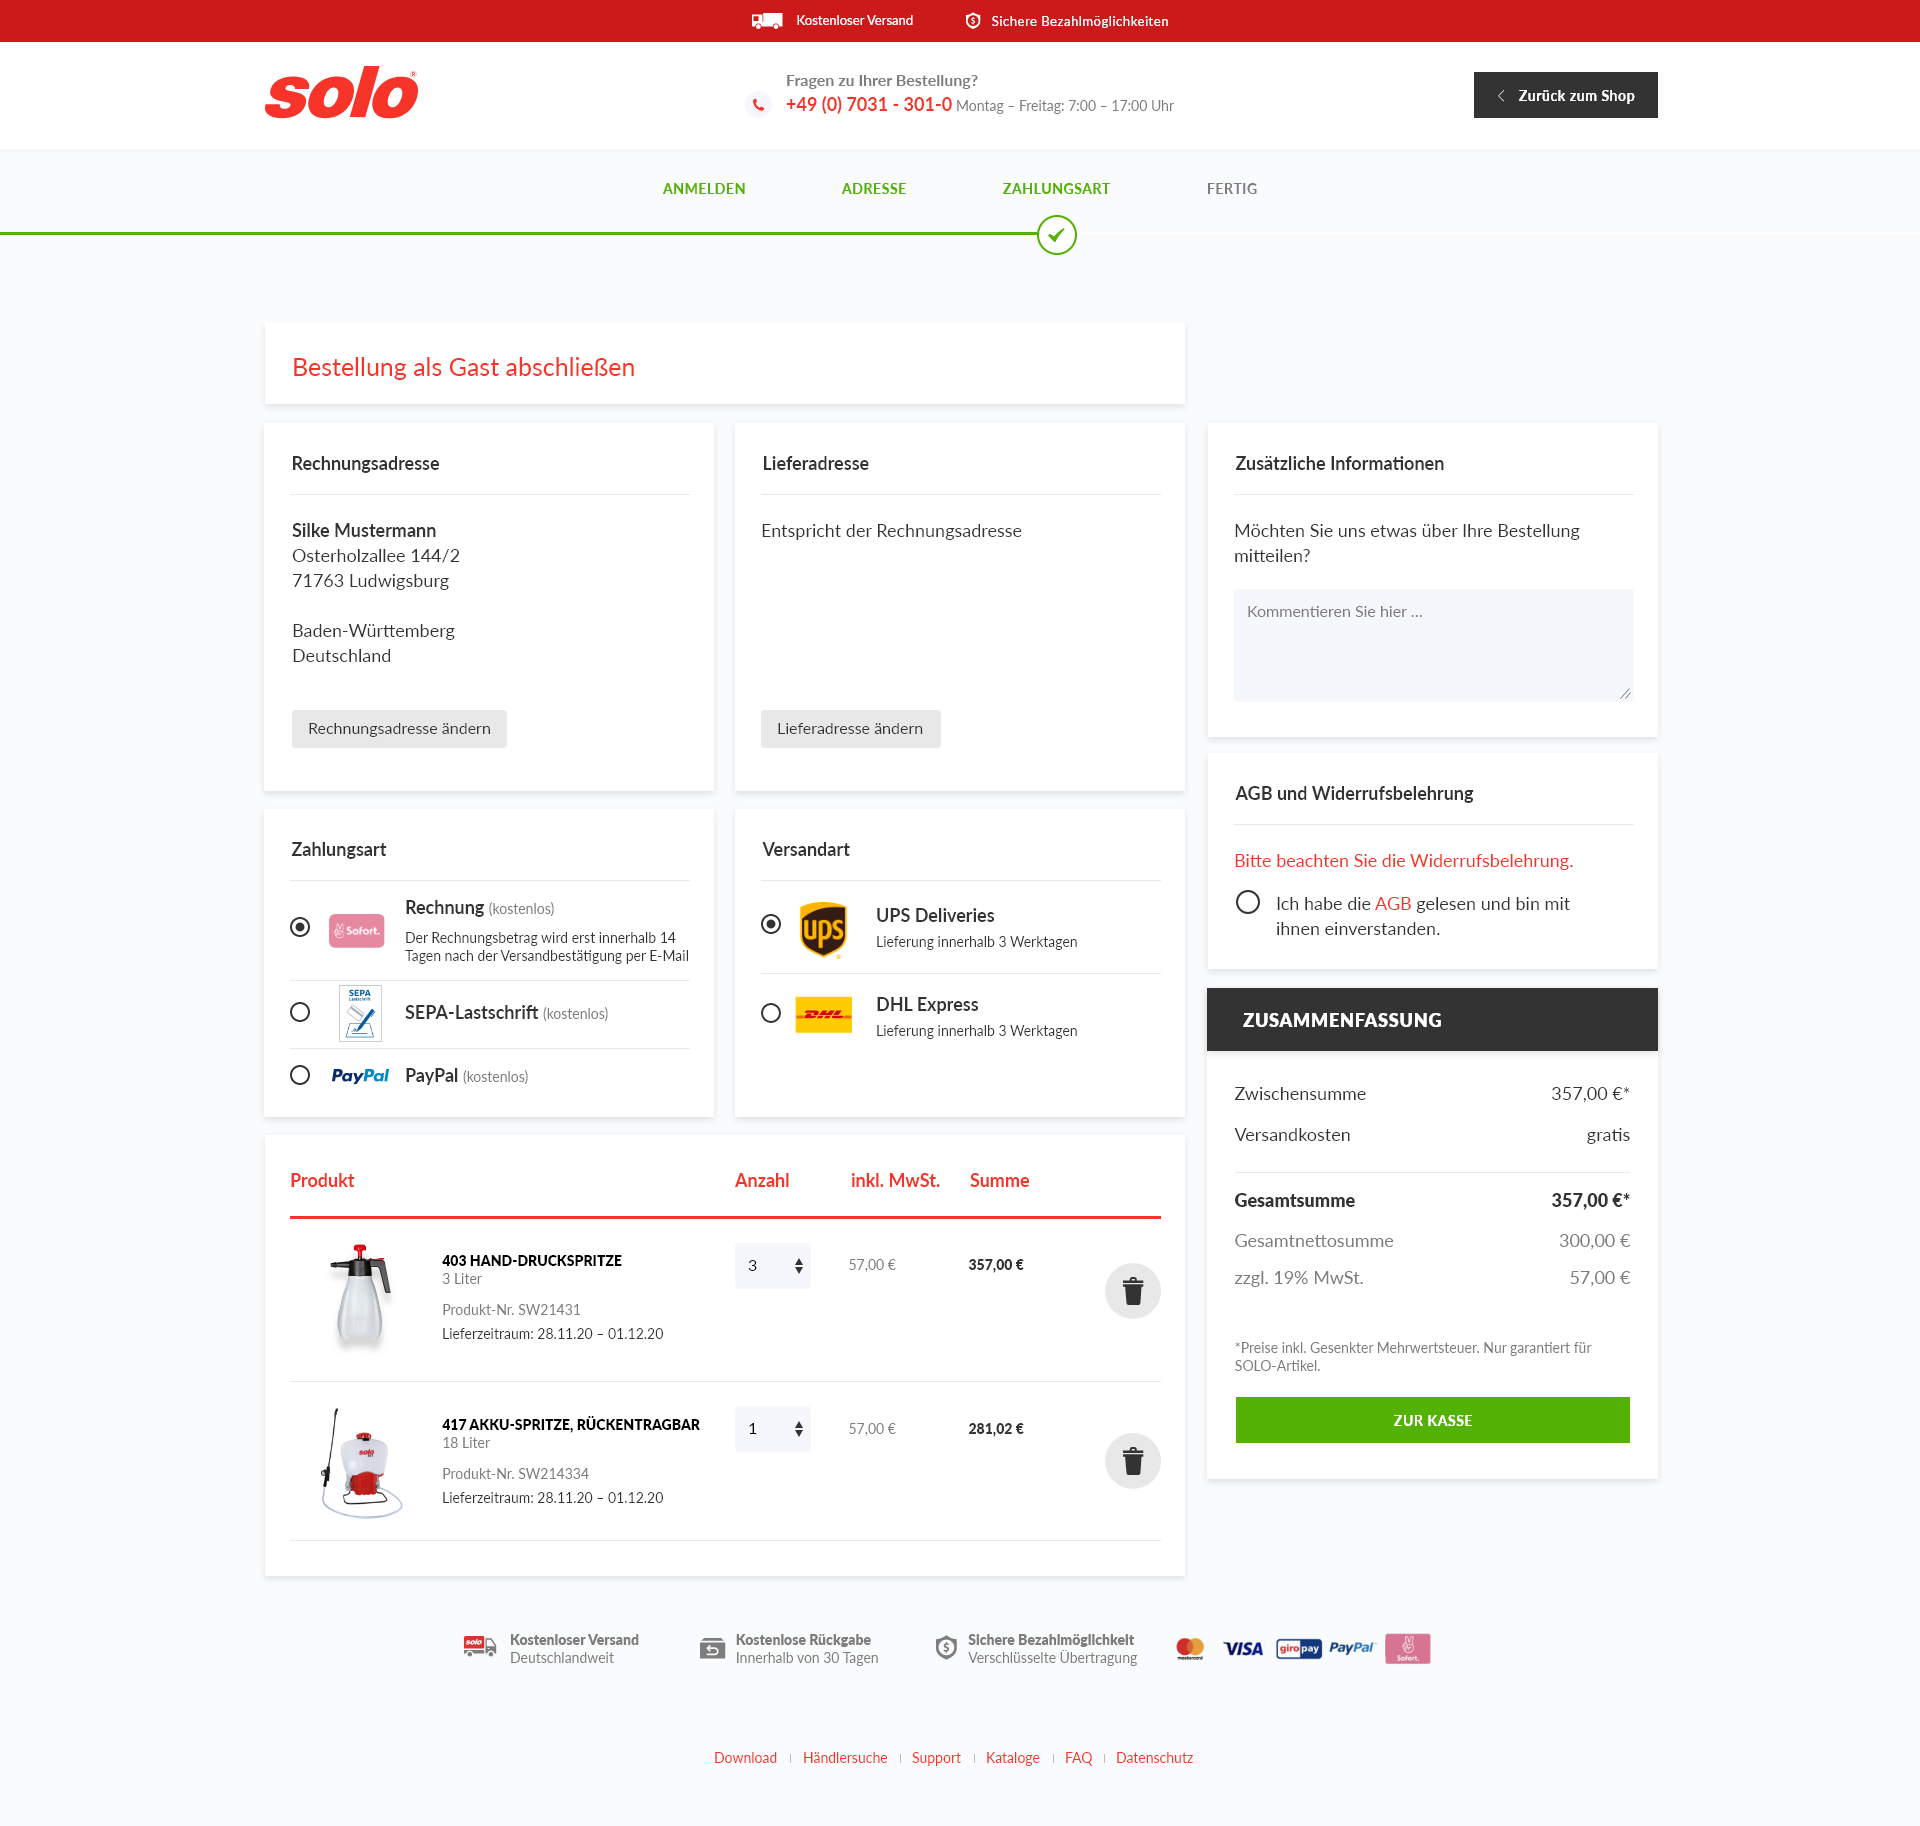 Kostenloser Versand
Sichere Bezahlmöglichkeiten
solo®
Fragen zu Ihrer Bestellung?
+49 (0) 7031 - 301-0 Montag – Freitag: 7:00 – 17:00 Uhr
Zurück zum Shop
ANMELDEN
ADRESSE
ZAHLUNGSART
FERTIG
Bestellung als Gast abschließen
Rechnungsadresse
Silke Mustermann
Osterholzallee 144/2
71763 Ludwigsburg
Baden-Württemberg
Deutschland
Rechnungsadresse ändern
Lieferadresse
Entspricht der Rechnungsadresse
Lieferadresse ändern
Zusätzliche Informationen
Möchten Sie uns etwas über Ihre Bestellung
mitteilen?
Kommentieren Sie hier ...
AGB und Widerrufsbelehrung
Bitte beachten Sie die Widerrufsbelehrung.
Ich habe die AGB gelesen und bin mit
ihnen einverstanden.
Zahlungsart
Sofort.
Rechnung (kostenlos)
Der Rechnungsbetrag wird erst innerhalb 14
Tagen nach der Versandbestätigung per E-Mail
SEPA
Lastschrift
SEPA-Lastschrift (kostenlos)
PayPal
PayPal (kostenlos)
Versandart
ups
UPS Deliveries
Lieferung innerhalb 3 Werktagen
DHL
DHL Express
Lieferung innerhalb 3 Werktagen
ZUSAMMENFASSUNG
Zwischensumme 357,00 €*
Versandkosten gratis
Gesamtsumme 357,00 €*
Gesamtnettosumme 300,00 €
zzgl. 19% MwSt. 57,00 €
*Preise inkl. Gesenkter Mehrwertsteuer. Nur garantiert für
SOLO-Artikel.
ZUR KASSE
Produkt
Anzahl
inkl. MwSt.
Summe
403 HAND-DRUCKSPRITZE
3 Liter
Produkt-Nr. SW21431
Lieferzeitraum: 28.11.20 – 01.12.20
3
57,00 €
357,00 €
solo
417 AKKU-SPRITZE, RÜCKENTRAGBAR
18 Liter
Produkt-Nr. SW214334
Lieferzeitraum: 28.11.20 – 01.12.20
1
57,00 €
281,02 €
solo
Kostenloser Versand
Deutschlandweit
Kostenlose Rückgabe
Innerhalb von 30 Tagen
Sichere Bezahlmöglichkeit
Verschlüsselte Übertragung
mastercard
VISA
giropay
PayPal
Sofort.
Download
Händlersuche
Support
Kataloge
FAQ
Datenschutz